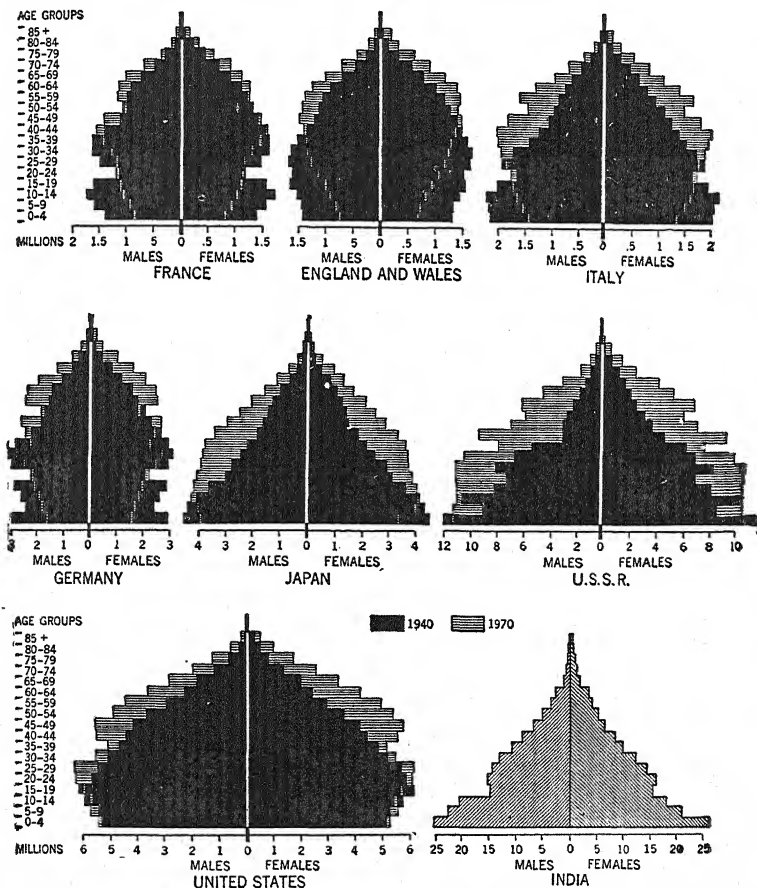 AGE GROUPS
85 +
80-84
75-79
70-74
65-69
60-64
55-59
50-54
45-49
40-44
35-39
30-34
25-29
20-24
15-19
10-14
5-9
0-4
MILLIONS 2 1.5 1 5 0 .5 1 1.5
MALES FEMALES
FRANCE
1.5 1 .5 0 .5 1 1.5
MALES FEMALES
ENGLAND AND WALES
2 1.5 1 .5 0 .5 1 1 5 2
MALES FEMALES
ITALY
3 2 1 0 1 2 3
MALES FEMALES
GERMANY
4 3 2 1 0 1 2 3 4
MALES FEMALES
JAPAN
12 10 8 6 4 2 0 2 4 6 8 10
MALES FEMALES
U.S.S.R.
1940 1970
AGE GROUPS
85 +
80-84
75-79
70-74
65-69
60-64
55-59
50-54
45-49
40-44
35-39
30-34
25-29
20-24
15-19
10-14
5-9
0-4
MILLIONS 6 5 4 3 2 1 0 1 2 3 4 5 6
MALES FEMALES
UNITED STATES
25 20 15 10 5 0 5 10 15 20 25
MALES FEMALES
INDIA